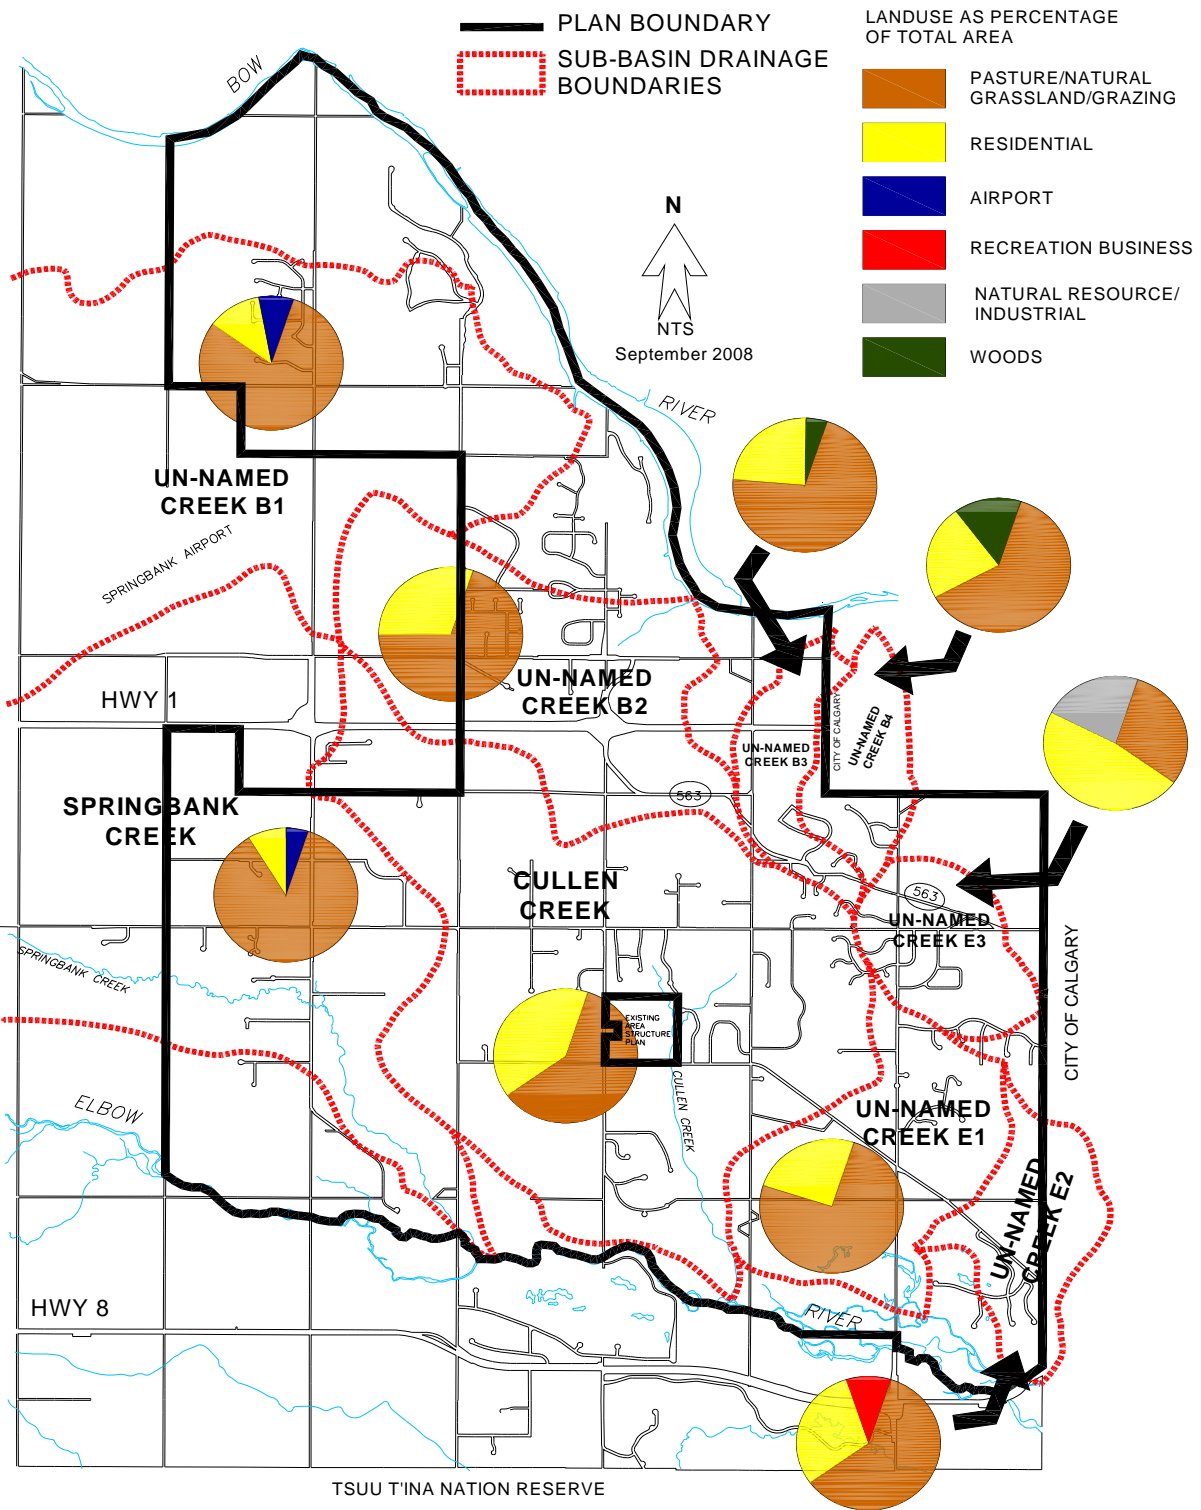 PLAN BOUNDARY
SUB-BASIN DRAINAGE
BOUNDARIES
LANDUSE AS PERCENTAGE
OF TOTAL AREA
PASTURE/NATURAL
GRASSLAND/GRAZING
RESIDENTIAL
AIRPORT
RECREATION BUSINESS
NATURAL RESOURCE/
INDUSTRIAL
WOODS
BOW
N
NTS
September 2008
RIVER
UN-NAMED
CREEK B1
SPRINGBANK AIRPORT
HWY 1
UN-NAMED
CREEK B2
UN-NAMED
CREEK B3
CITY OF CALGARY
UN-NAMED
CREEK B4
563
SPRINGBANK
CREEK
CULLEN
CREEK
563
UN-NAMED
CREEK E3
SPRINGBANK CREEK
CITY OF CALGARY
EXISTING
AREA
STRUCTURE
PLAN
CULLEN CREEK
ELBOW
UN-NAMED
CREEK E1
UN-NAMED
CREEK E2
HWY 8
RIVER
TSUU T'INA NATION RESERVE